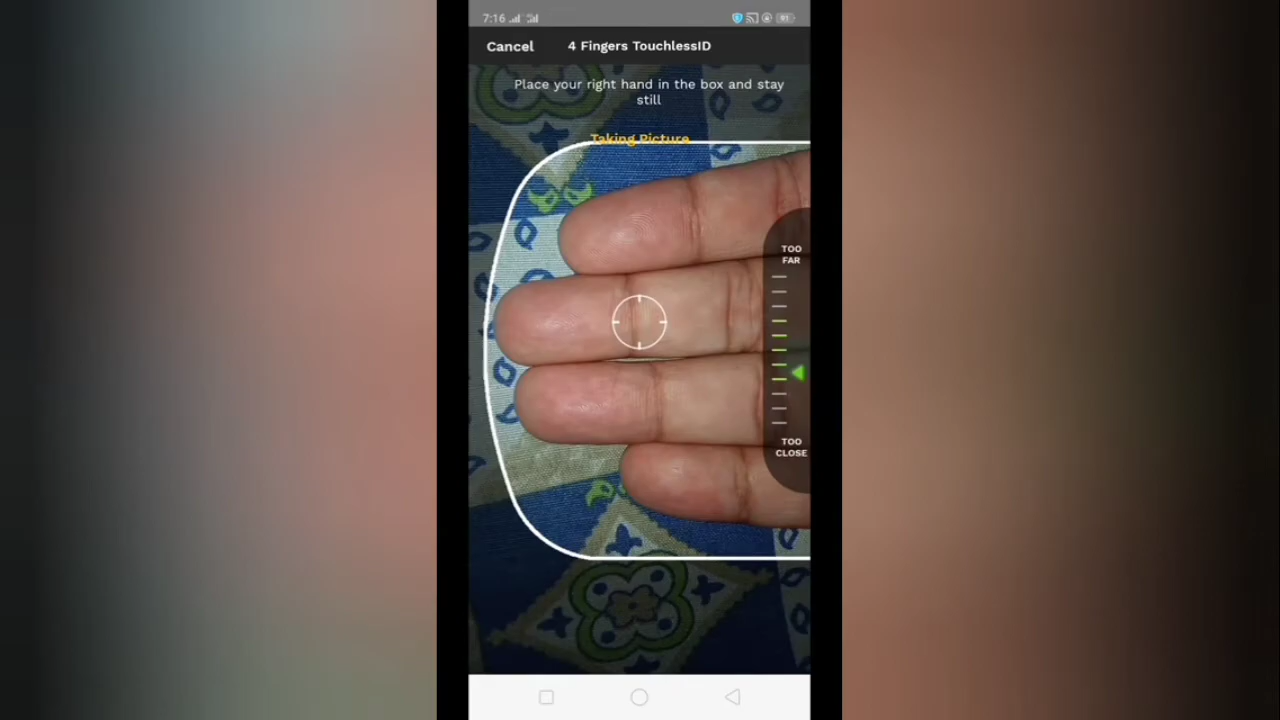 7:16
91
Cancel
4 Fingers TouchlessID
Place your right hand in the box and stay
still
Taking Picture
TOO
FAR
TOO
CLOSE